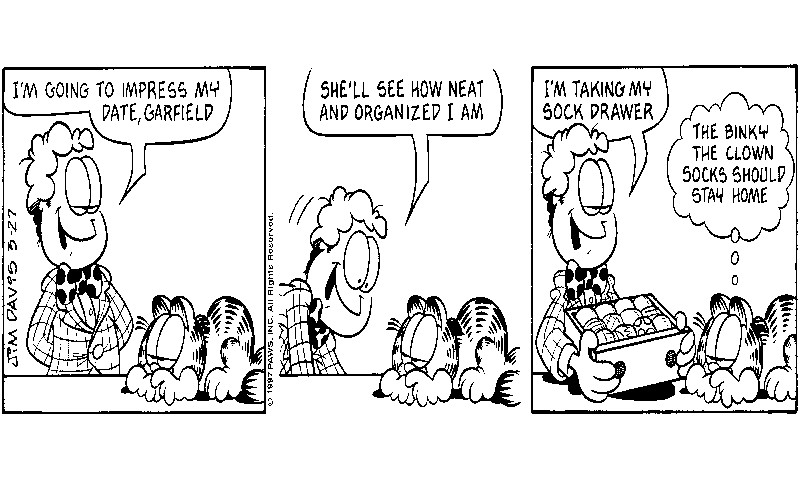 I'M GOING TO IMPRESS MY
DATE, GARFIELD
JIM DAVIS 3-27
SHE'LL SEE HOW NEAT
AND ORGANIZED I AM
© 1997 PAWS, INC. All Rights Reserved.
I'M TAKING MY
SOCK DRAWER
THE BINKY
THE CLOWN
SOCKS SHOULD
STAY HOME